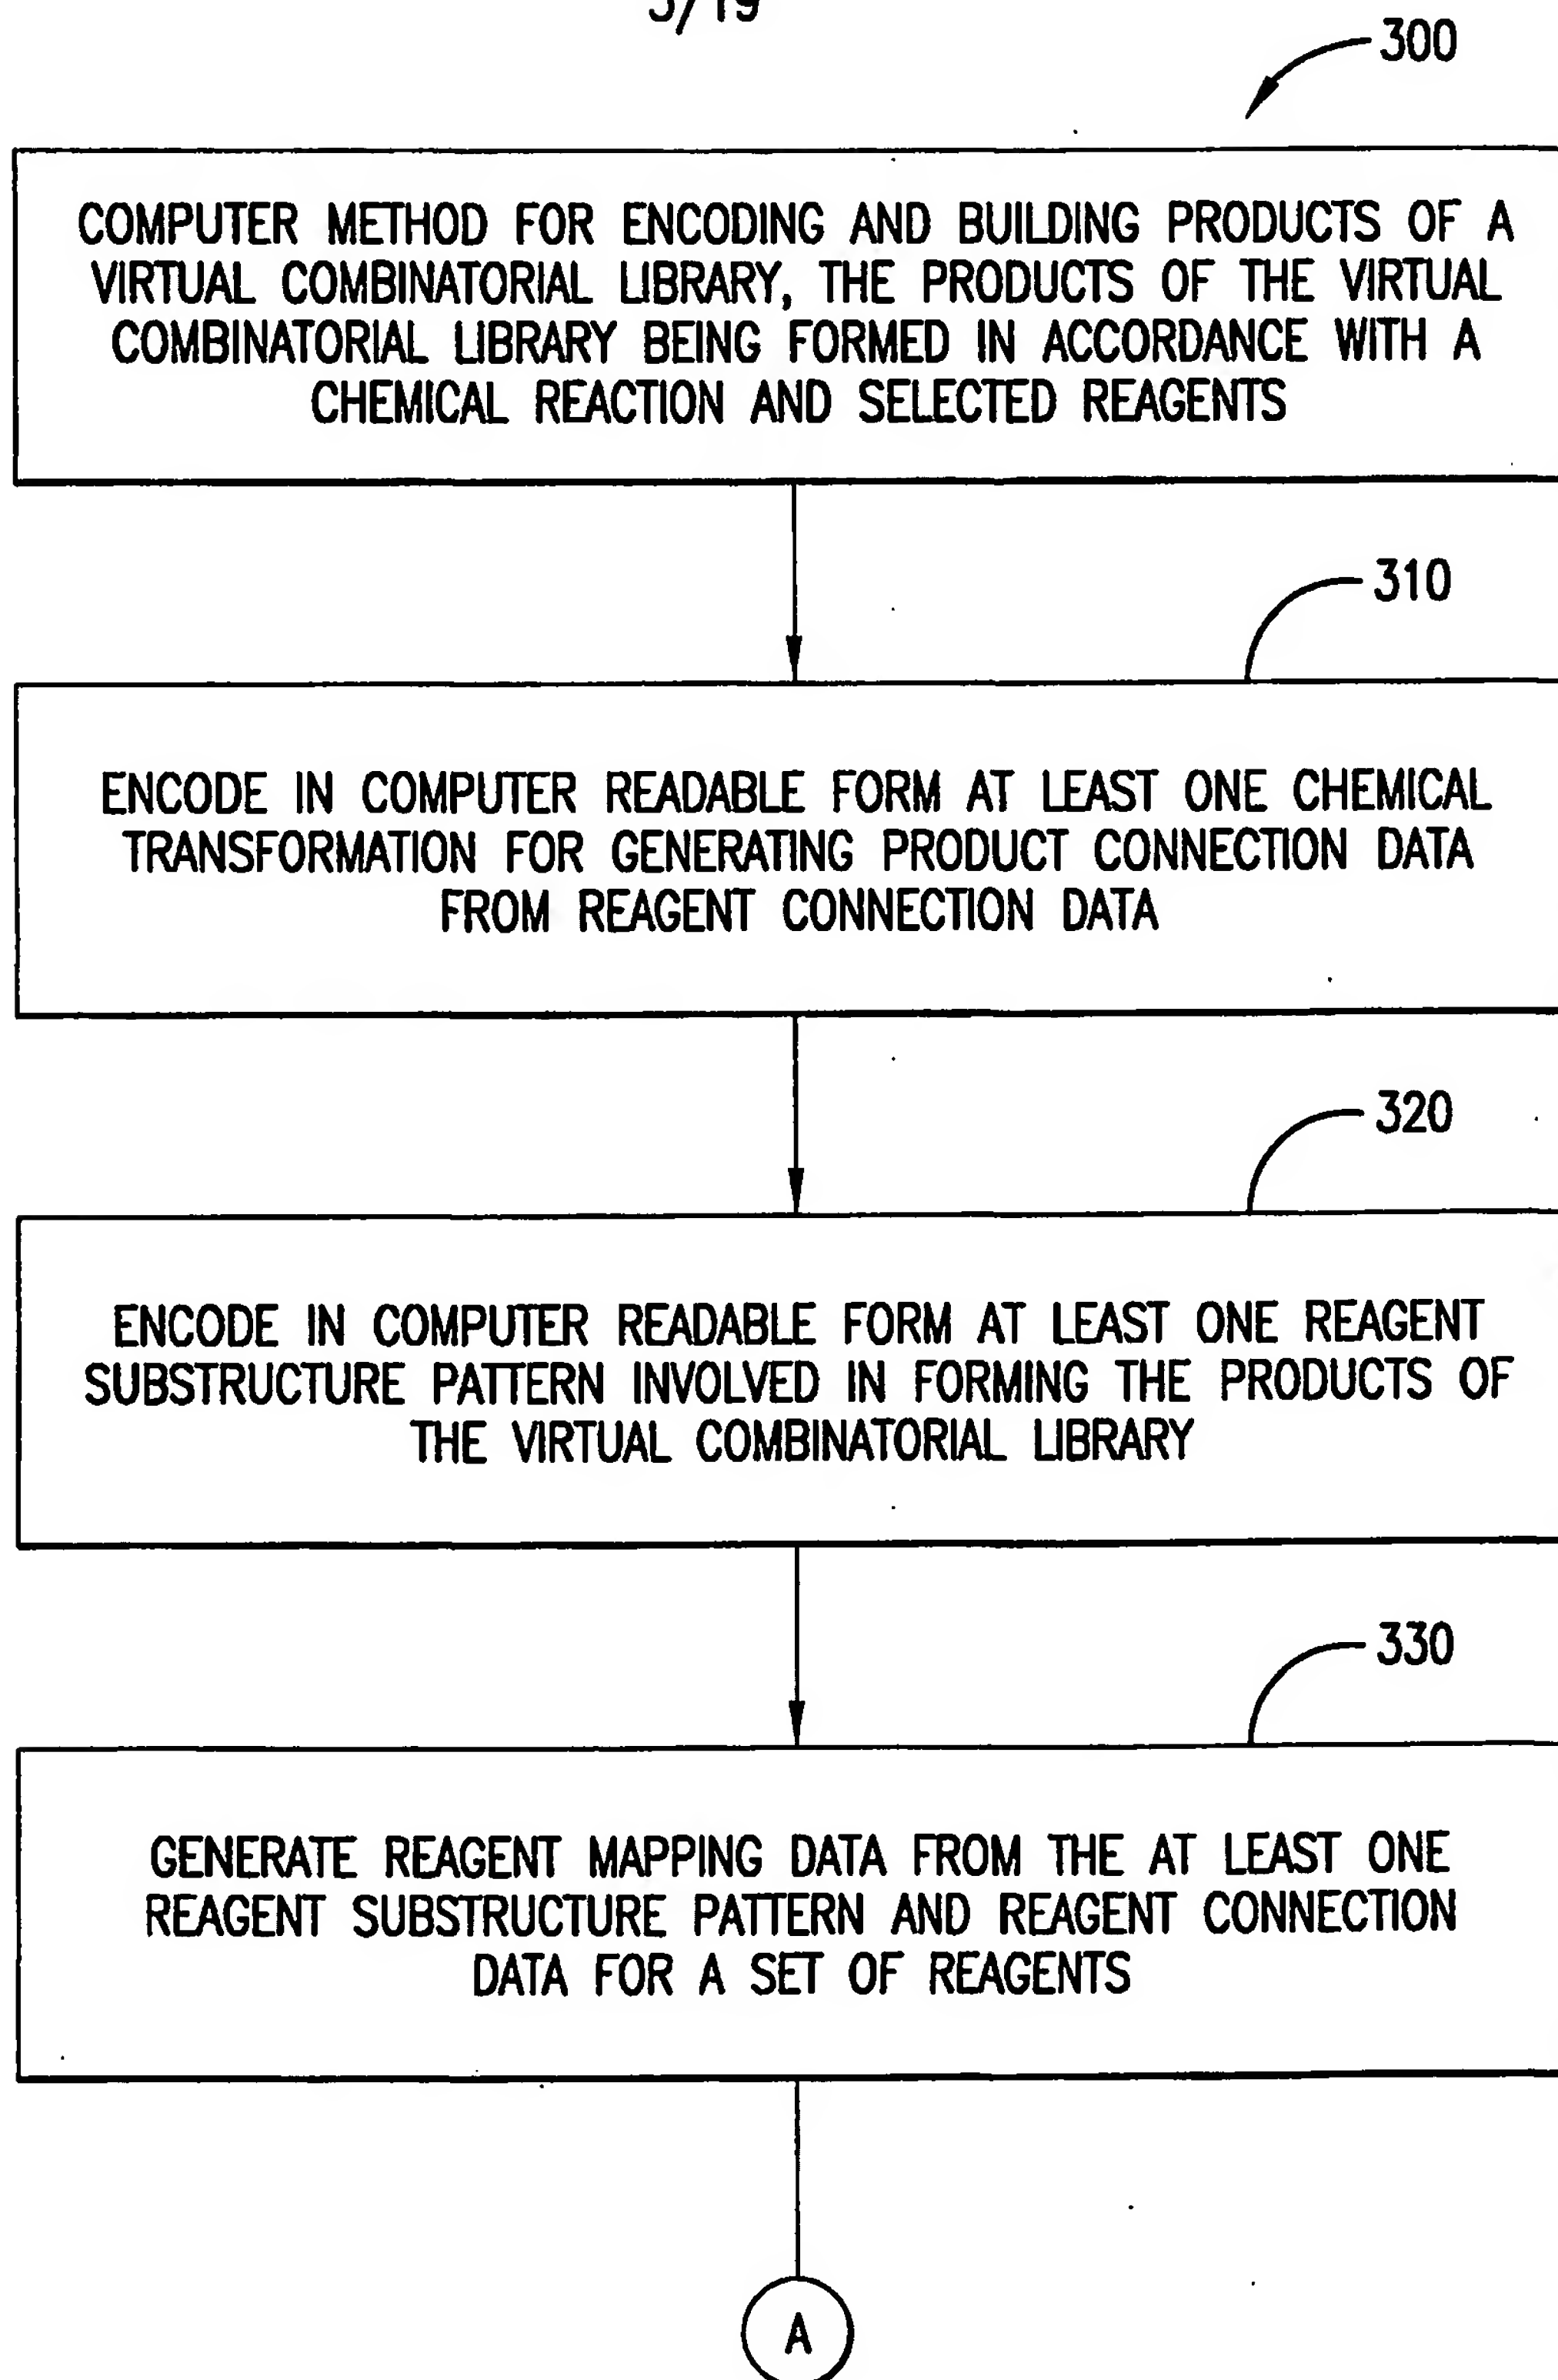 300
COMPUTER METHOD FOR ENCODING AND BUILDING PRODUCTS OF A
VIRTUAL COMBINATORIAL LIBRARY, THE PRODUCTS OF THE VIRTUAL
COMBINATORIAL LIBRARY BEING FORMED IN ACCORDANCE WITH A
CHEMICAL REACTION AND SELECTED REAGENTS
310
ENCODE IN COMPUTER READABLE FORM AT LEAST ONE CHEMICAL
TRANSFORMATION FOR GENERATING PRODUCT CONNECTION DATA
FROM REAGENT CONNECTION DATA
320
ENCODE IN COMPUTER READABLE FORM AT LEAST ONE REAGENT
SUBSTRUCTURE PATTERN INVOLVED IN FORMING THE PRODUCTS OF
THE VIRTUAL COMBINATORIAL LIBRARY
330
GENERATE REAGENT MAPPING DATA FROM THE AT LEAST ONE
REAGENT SUBSTRUCTURE PATTERN AND REAGENT CONNECTION
DATA FOR A SET OF REAGENTS
A